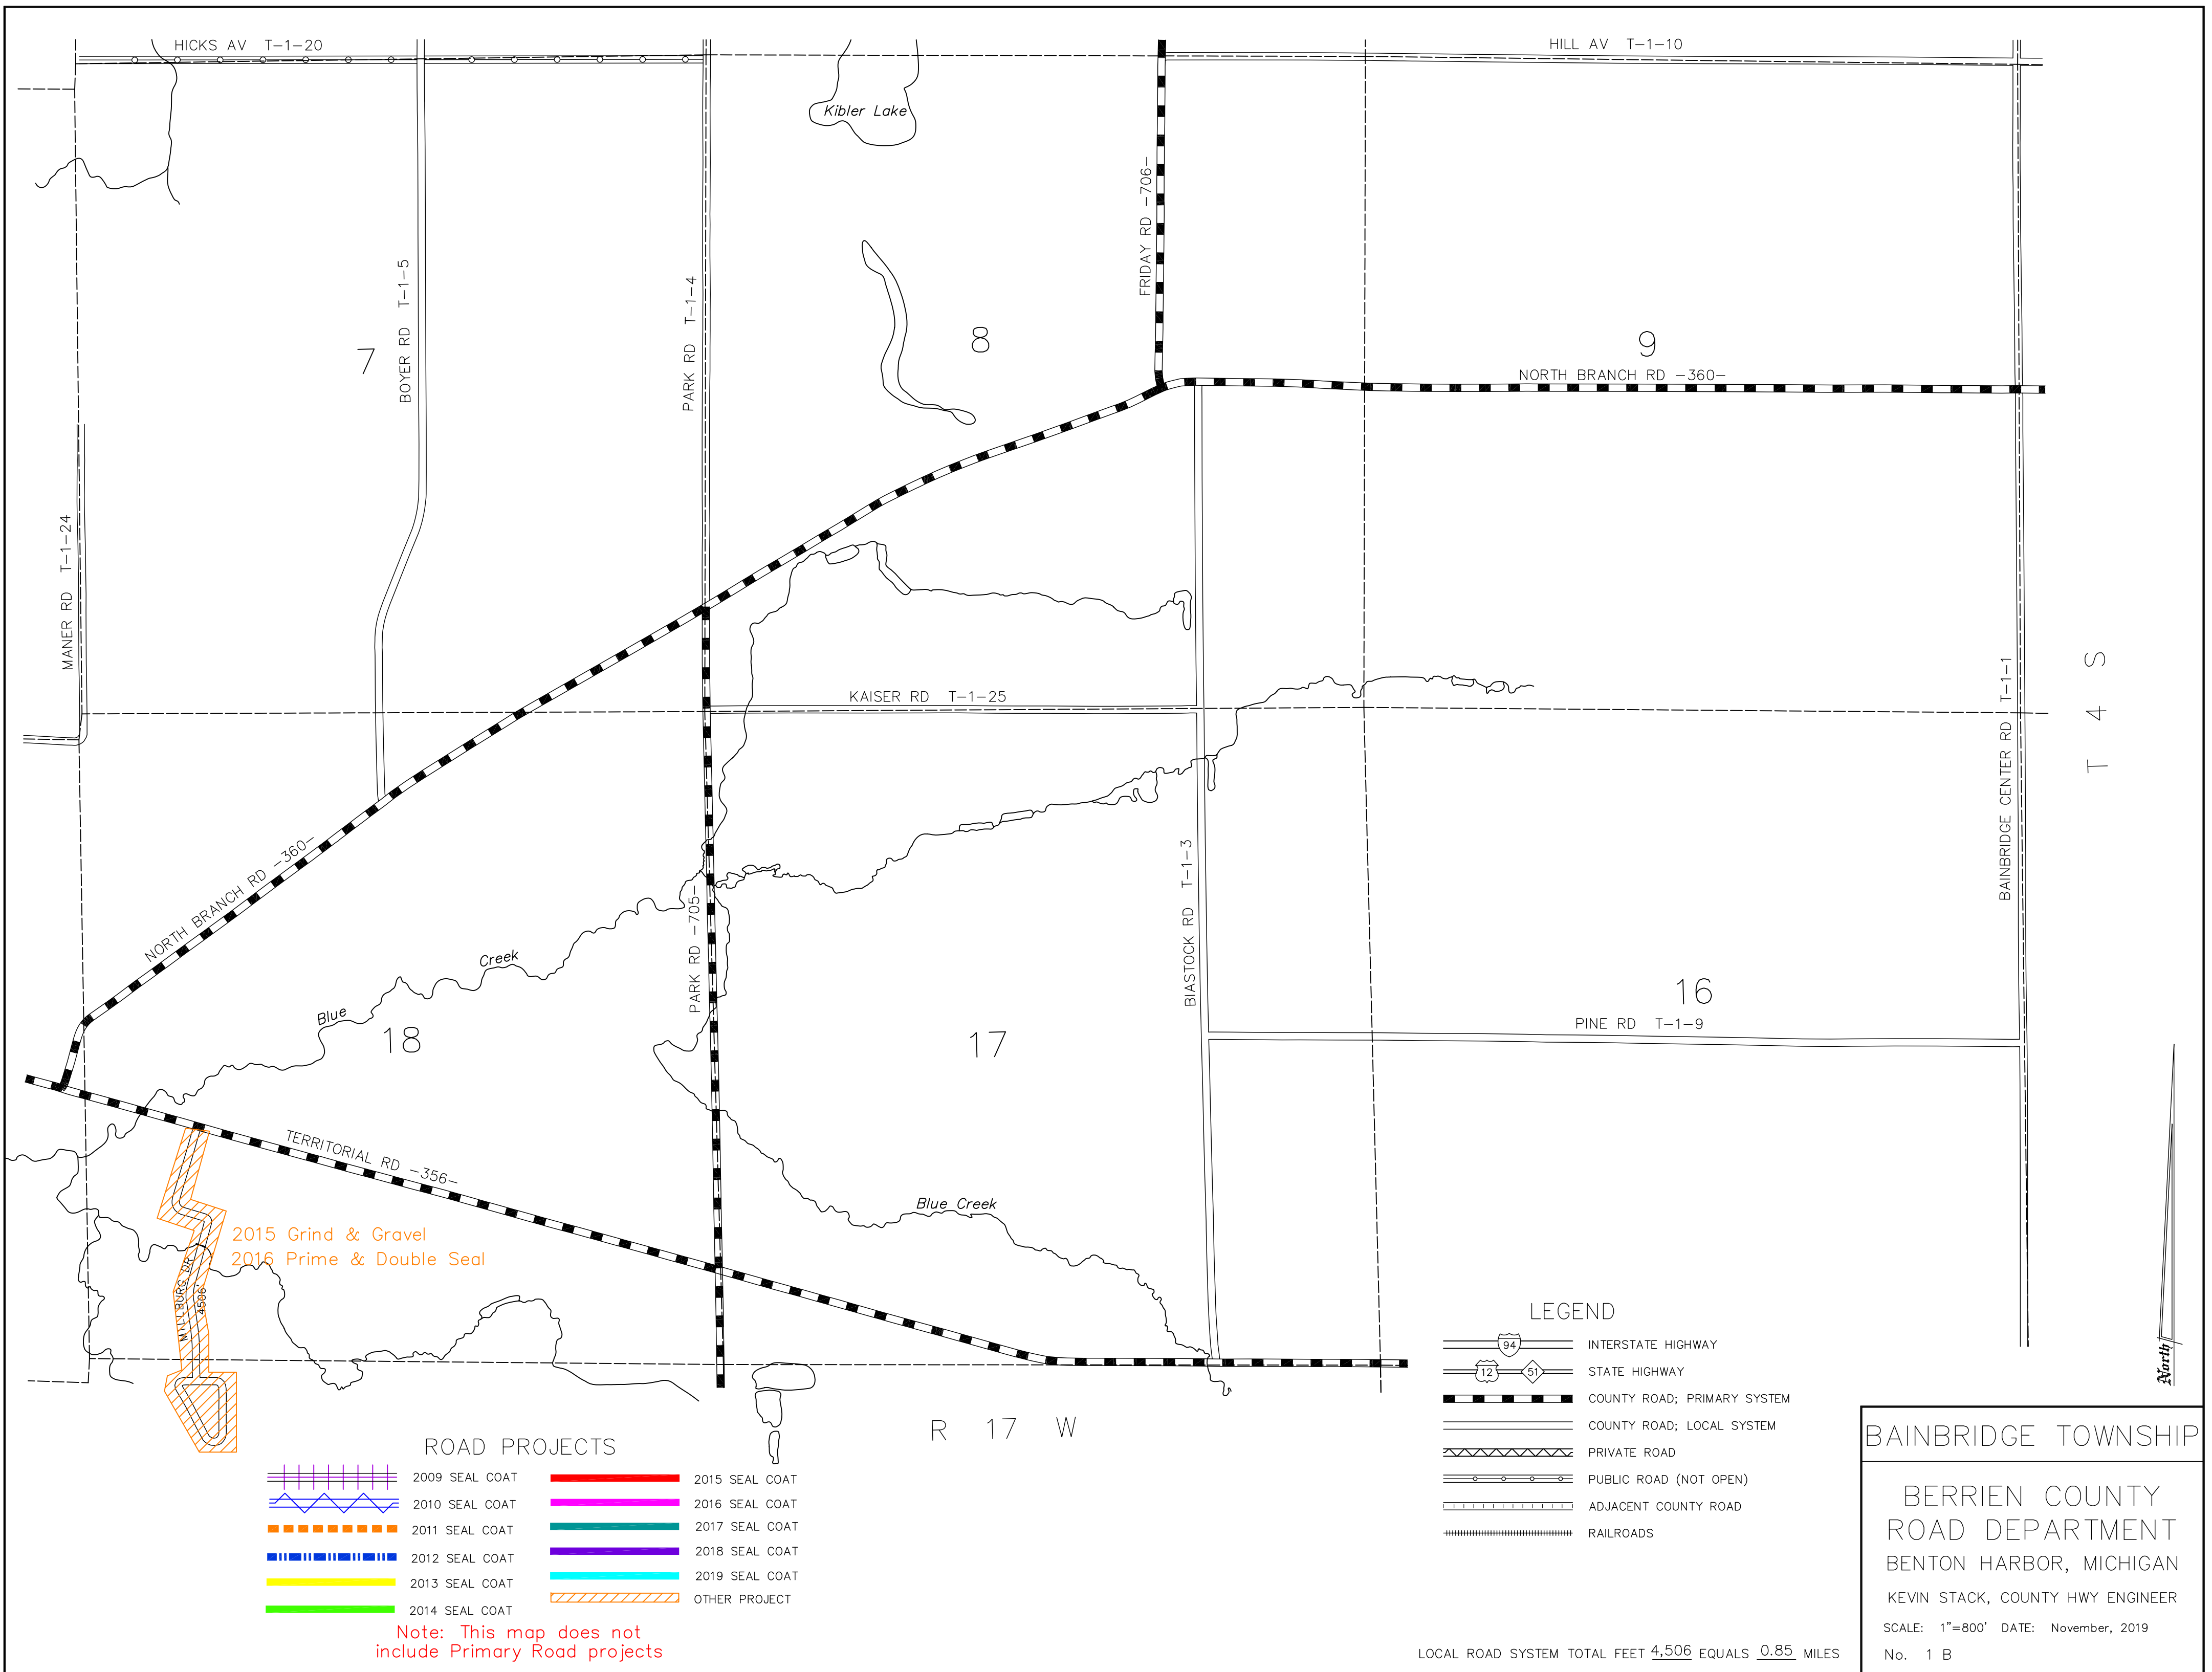 HICKS AV T-1-20
HILL AV T-1-10
Kibler Lake
FRIDAY RD -706-
BOYER RD T-1-5
PARK RD T-1-4
7
8
9
NORTH BRANCH RD -360-
MANER RD T-1-24
KAISER RD T-1-25
BAINBRIDGE CENTER RD T-1-1
T 4 S
NORTH BRANCH RD -360-
BIASTOCK RD T-1-3
PARK RD -705-
Creek
Blue
18
17
16
PINE RD T-1-9
TERRITORIAL RD -356-
Blue Creek
2015 Grind & Gravel
2016 Prime & Double Seal
MILLBURG DR
4506'
R 17 W
North
LEGEND
94 INTERSTATE HIGHWAY
12 51 STATE HIGHWAY
COUNTY ROAD; PRIMARY SYSTEM
COUNTY ROAD; LOCAL SYSTEM
PRIVATE ROAD
PUBLIC ROAD (NOT OPEN)
ADJACENT COUNTY ROAD
RAILROADS
ROAD PROJECTS
2009 SEAL COAT
2010 SEAL COAT
2011 SEAL COAT
2012 SEAL COAT
2013 SEAL COAT
2014 SEAL COAT
2015 SEAL COAT
2016 SEAL COAT
2017 SEAL COAT
2018 SEAL COAT
2019 SEAL COAT
OTHER PROJECT
Note: This map does not
include Primary Road projects
LOCAL ROAD SYSTEM TOTAL FEET 4,506 EQUALS 0.85 MILES
BAINBRIDGE TOWNSHIP
BERRIEN COUNTY
ROAD DEPARTMENT
BENTON HARBOR, MICHIGAN
KEVIN STACK, COUNTY HWY ENGINEER
SCALE: 1"=800' DATE: November, 2019
No. 1 B